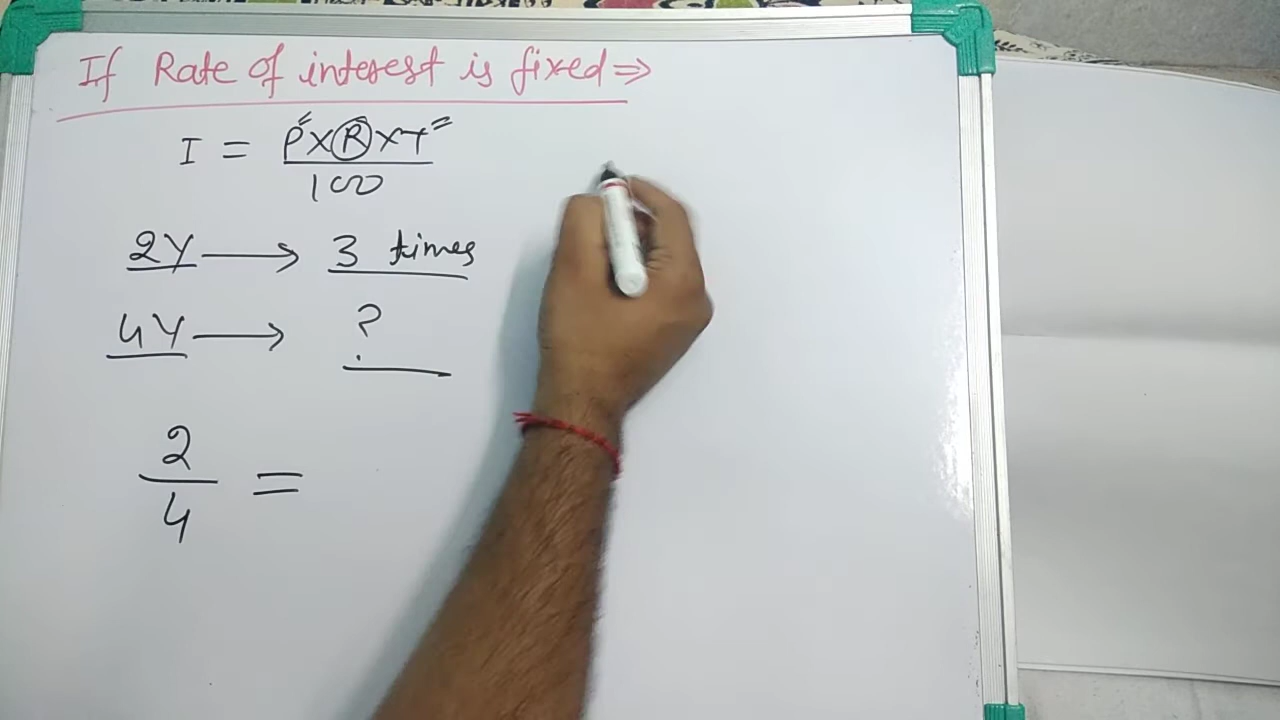 If Rate of interest is fixed ⇒
I = P×R×T
100
2Y → 3 times
4Y → ?
2
4 =